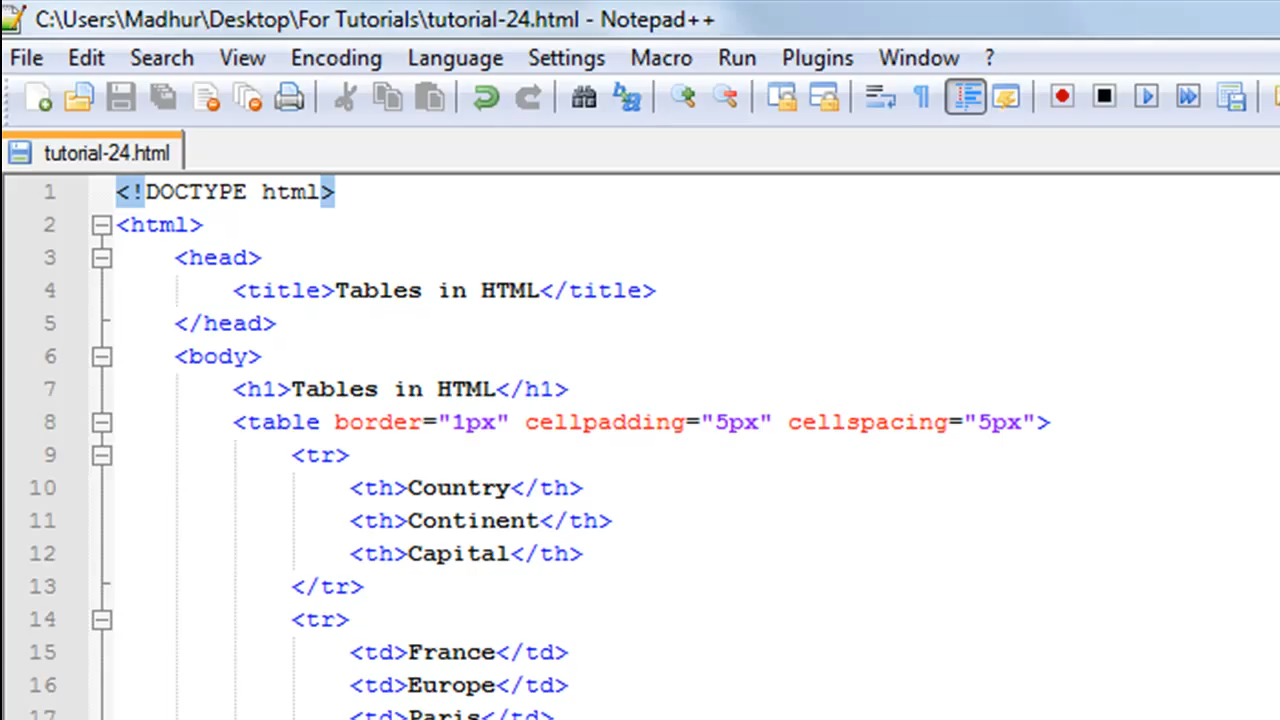 C:\Users\Madhur\Desktop\For Tutorials\tutorial-24.html - Notepad++
File Edit Search View Encoding Language Settings Macro Run Plugins Window ?
tutorial-24.html
1 <!DOCTYPE html>
2 <html>
3 <head>
4 <title>Tables in HTML</title>
5 </head>
6 <body>
7 <h1>Tables in HTML</h1>
8 <table border="1px" cellpadding="5px" cellspacing="5px">
9 <tr>
10 <th>Country</th>
11 <th>Continent</th>
12 <th>Capital</th>
13 </tr>
14 <tr>
15 <td>France</td>
16 <td>Europe</td>
17 <td>Paris</td>